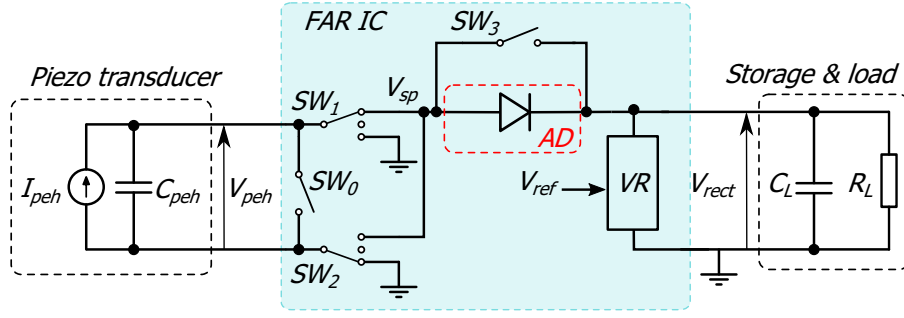 FAR IC
SW3
Piezo transducer
Storage & load
SW1
Vsp
AD
Ipeh
Cpeh
Vpeh
SW0
Vref
VR
Vrect
CL
RL
SW2